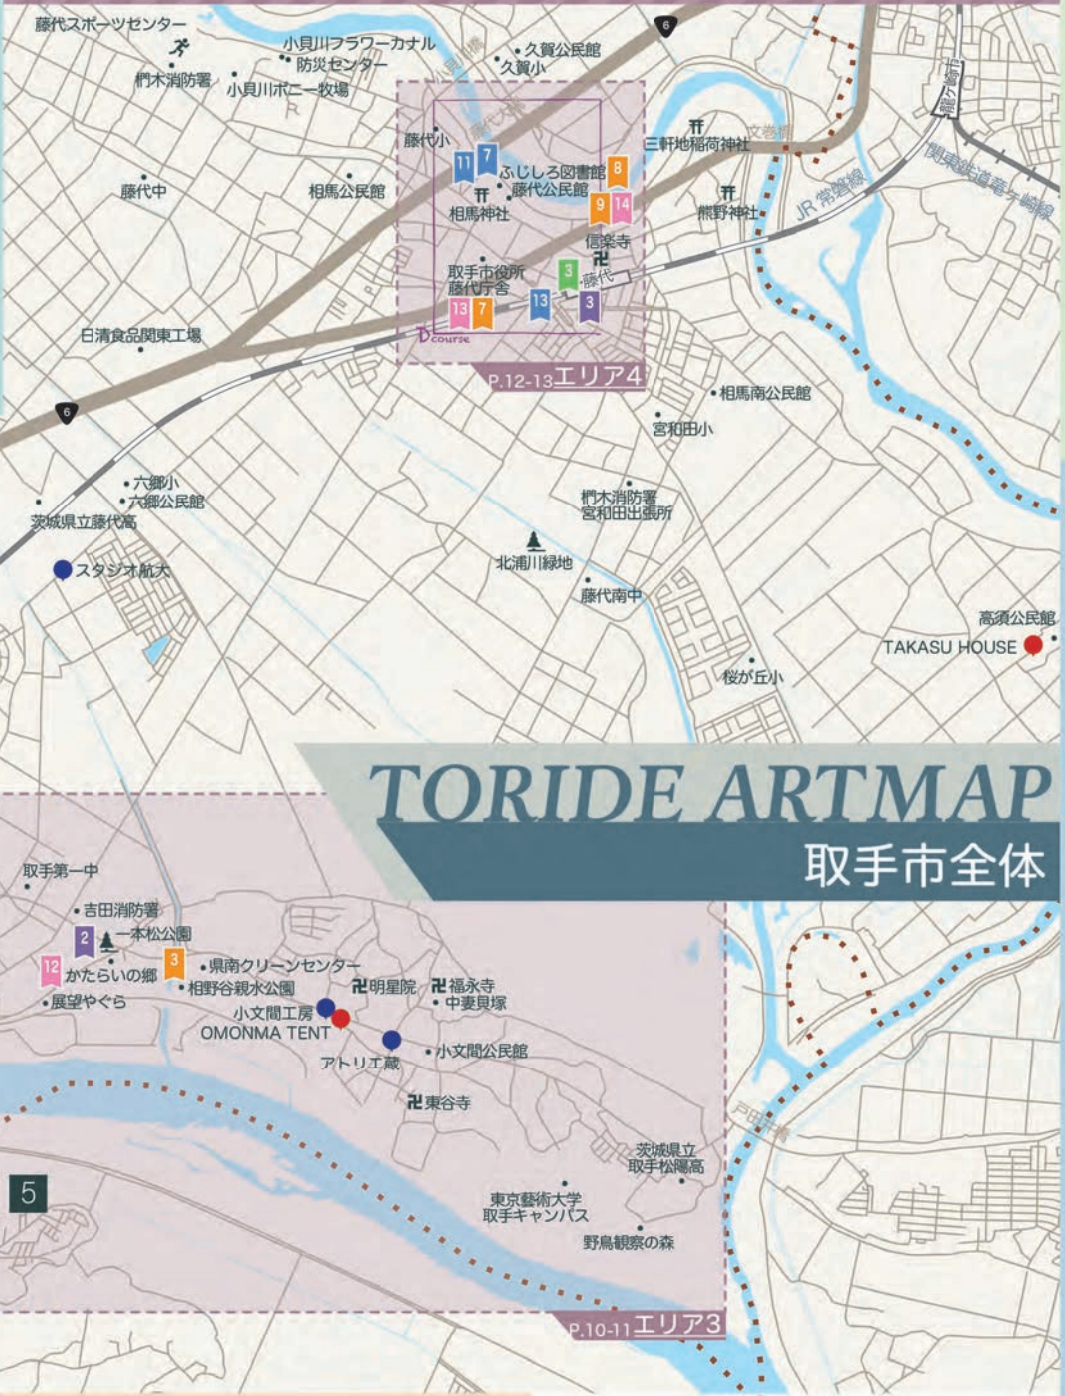 藤代スポーツセンター
小貝川フラワーカナル
防災センター
久賀公民館
久賀小
6
椚木消防署
小貝川ポニー牧場
龍ケ崎市
藤代小
三軒地稲荷神社
文巻橋
関東鉄道竜ヶ崎線
11
7
8
ふじしろ図書館
藤代中
相馬公民館
藤代公民館
9
14
熊野神社
JR 常磐線
相馬神社
信楽寺
取手市役所
藤代庁舎
3
藤代
13
7
13
3
D course
日清食品関東工場
P.12-13エリア4
相馬南公民館
6
宮和田小
六郷小
六郷公民館
茨城県立藤代高
椚木消防署
宮和田出張所
スタジオ航大
北浦川緑地
藤代南中
高須公民館
TAKASU HOUSE
桜が丘小
TORIDE ARTMAP
取手市全体
取手第一中
吉田消防署
2
一本松公園
12
かたらいの郷
3
県南クリーンセンター
展望やぐら
相野谷親水公園
明星院
福永寺
中妻貝塚
小文間工房
OMONMA TENT
アトリエ蔵
小文間公民館
東谷寺
戸田井橋
茨城県立
取手松陽高
5
東京藝術大学
取手キャンパス
野鳥観察の森
P.10-11エリア3